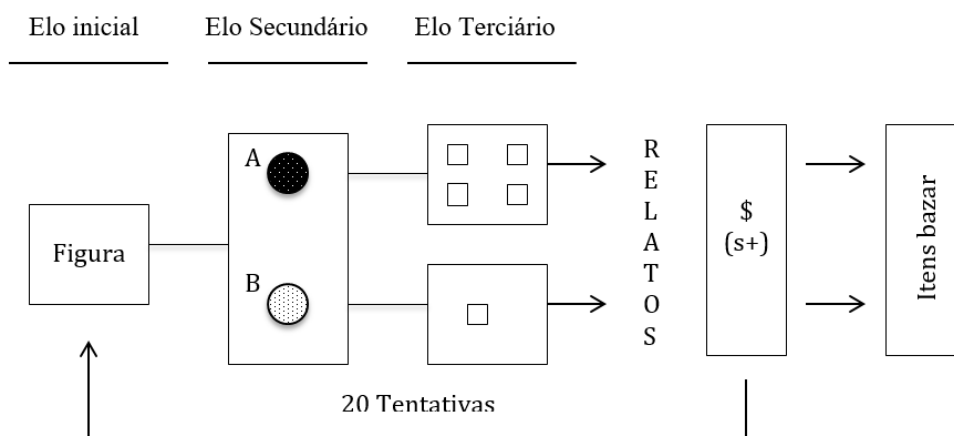 Elo inicial
Elo Secundário
Elo Terciário
A
B
Figura
R
E
L
A
T
O
S
$
(s+)
Itens bazar
20 Tentativas